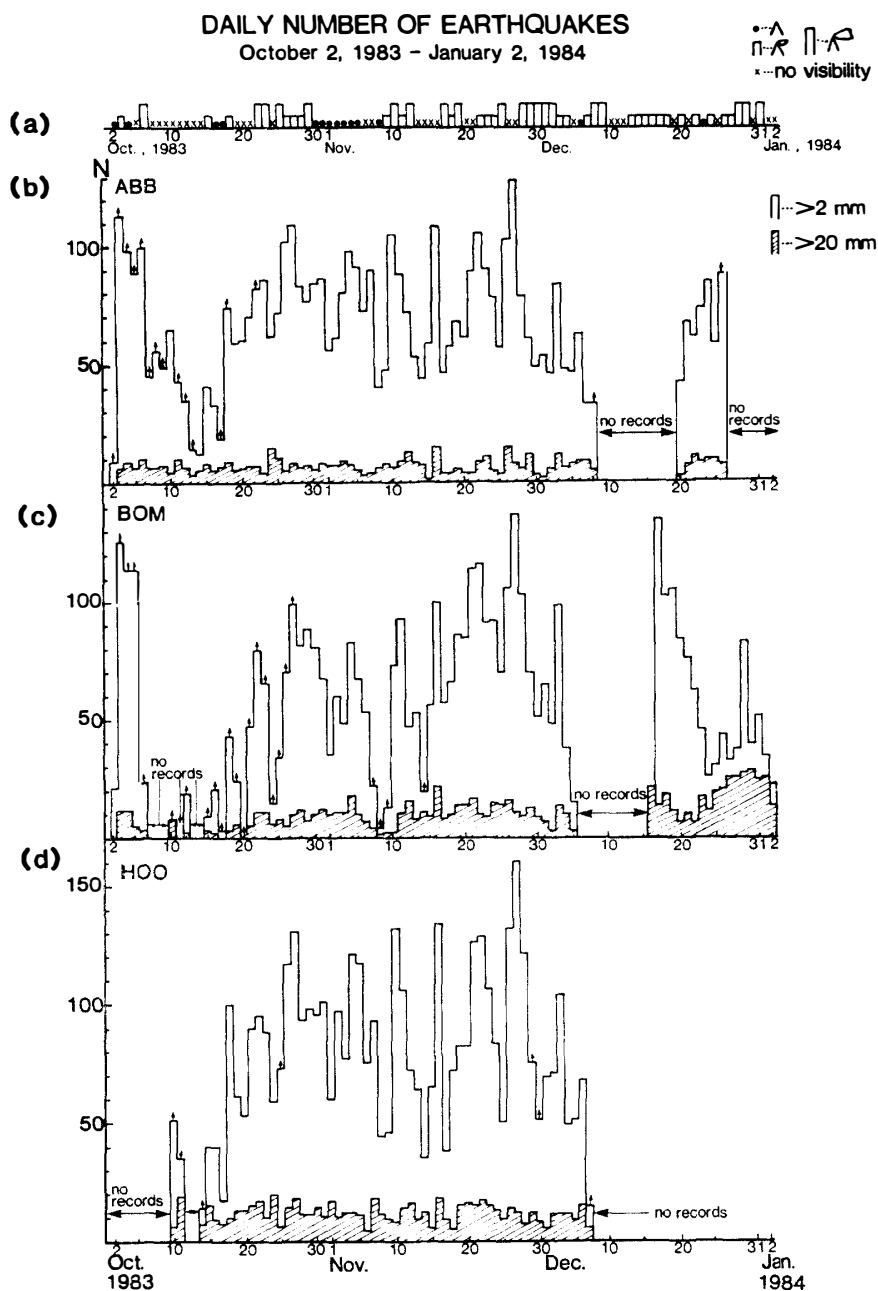 DAILY NUMBER OF EARTHQUAKES
October 2, 1983 – January 2, 1984
x---no visibility
(a)
2 10 20 30 1 10 20 30 10 20 31 2
Oct., 1983 Nov. Dec. Jan., 1984
(b)
N
ABB
>2 mm
>20 mm
100
50
no records
no records
2 10 20 30 1 10 20 30 10 20 31 2
(c)
BOM
100
50
no records
no records
2 10 20 30 1 10 20 30 10 20 31 2
(d)
HOO
150
100
50
no records
no records
2 10 20 30 1 10 20 30 10 20 31 2
Oct. 1983 Nov. Dec. Jan. 1984